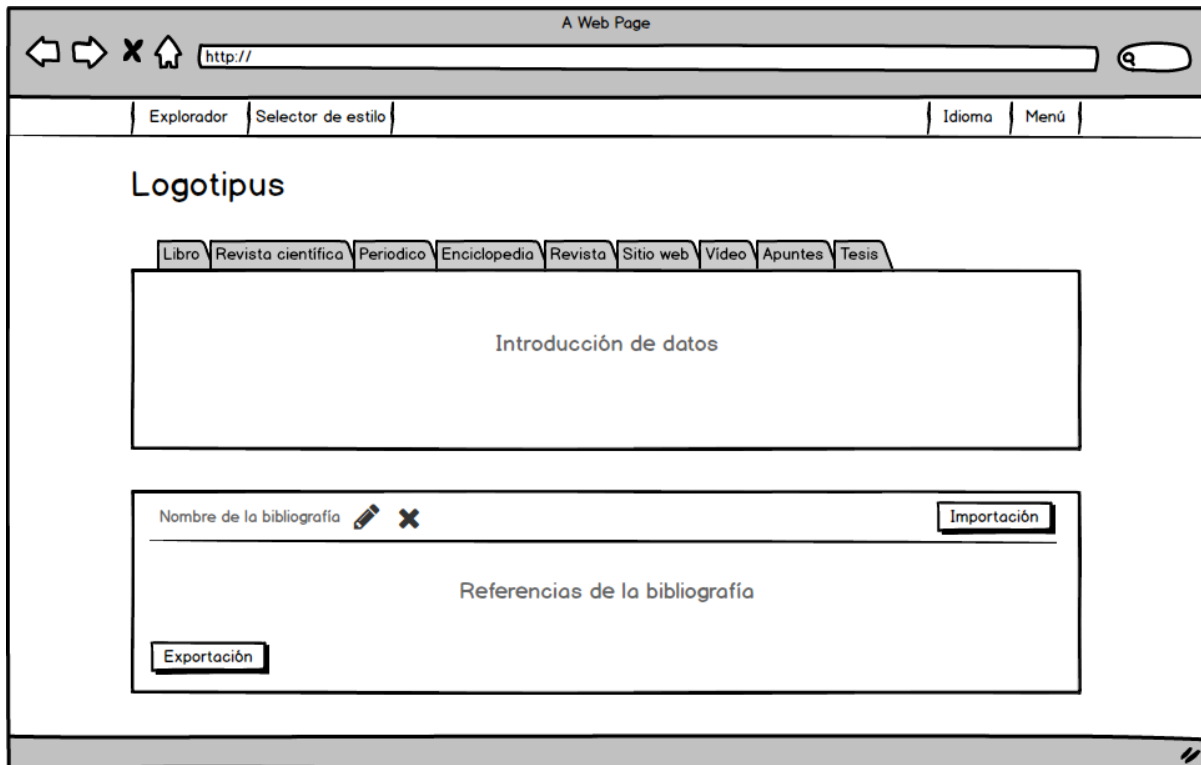 A Web Page
http://
Explorador Selector de estilo Idioma Menú
Logotipus
Libro Revista científica Periodico Enciclopedia Revista Sitio web Vídeo Apuntes Tesis
Introducción de datos
Nombre de la bibliografía Importación
Referencias de la bibliografía
Exportación